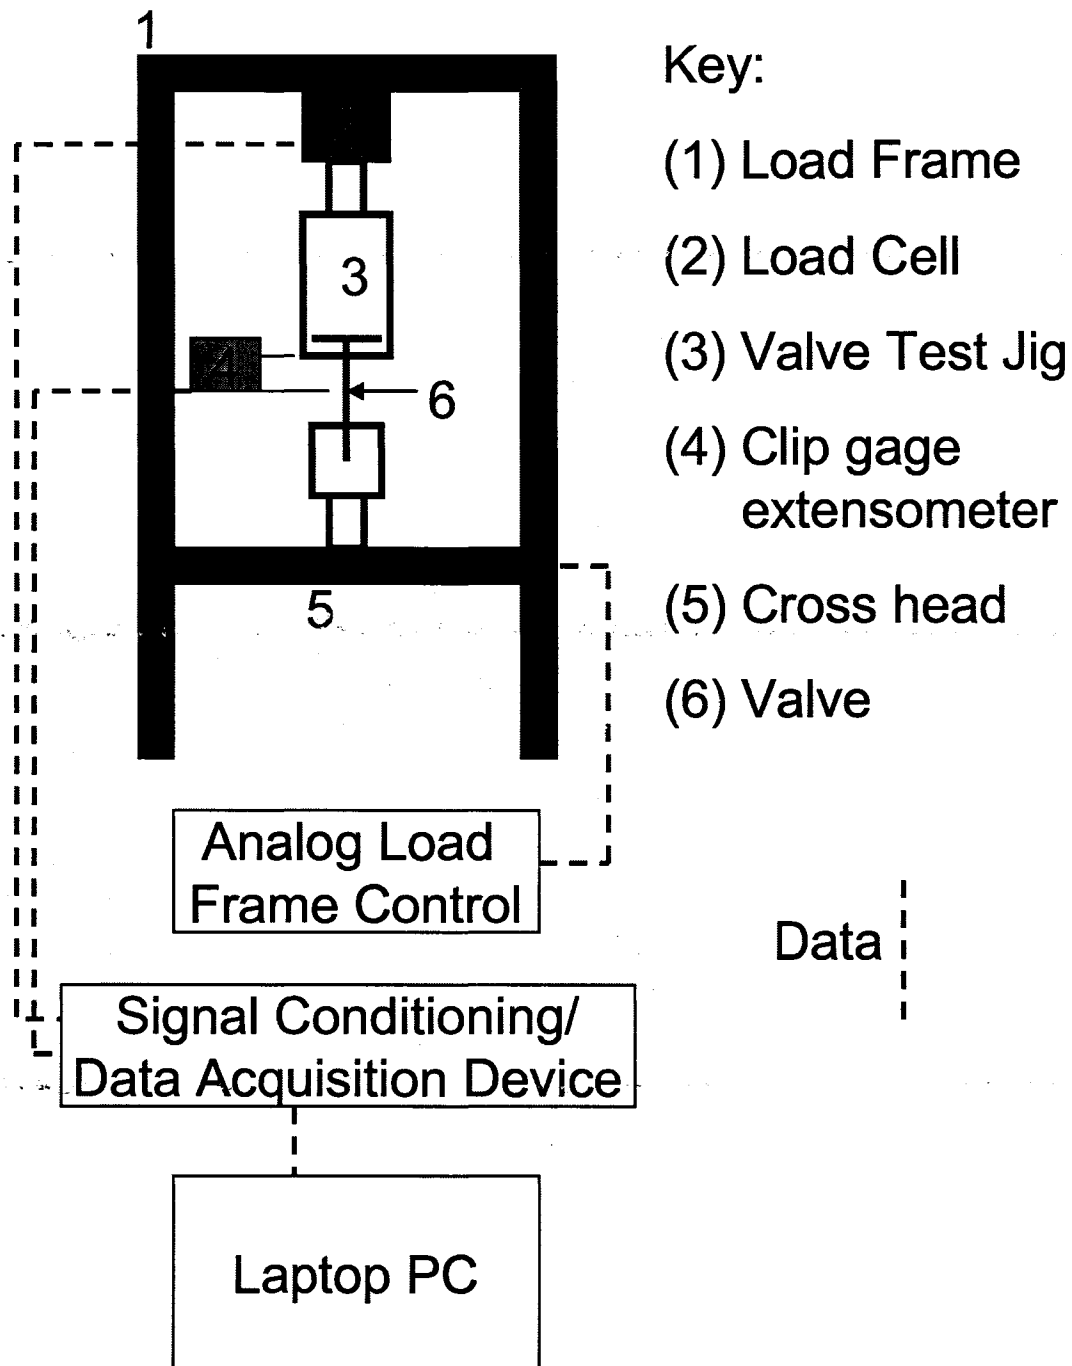 1
Key:
(1) Load Frame
2
(2) Load Cell
3
(3) Valve Test Jig
4
6
(4) Clip gage
extensometer
5
(5) Cross head
(6) Valve
Analog Load
Frame Control
Data
Signal Conditioning/
Data Acquisition Device
Laptop PC